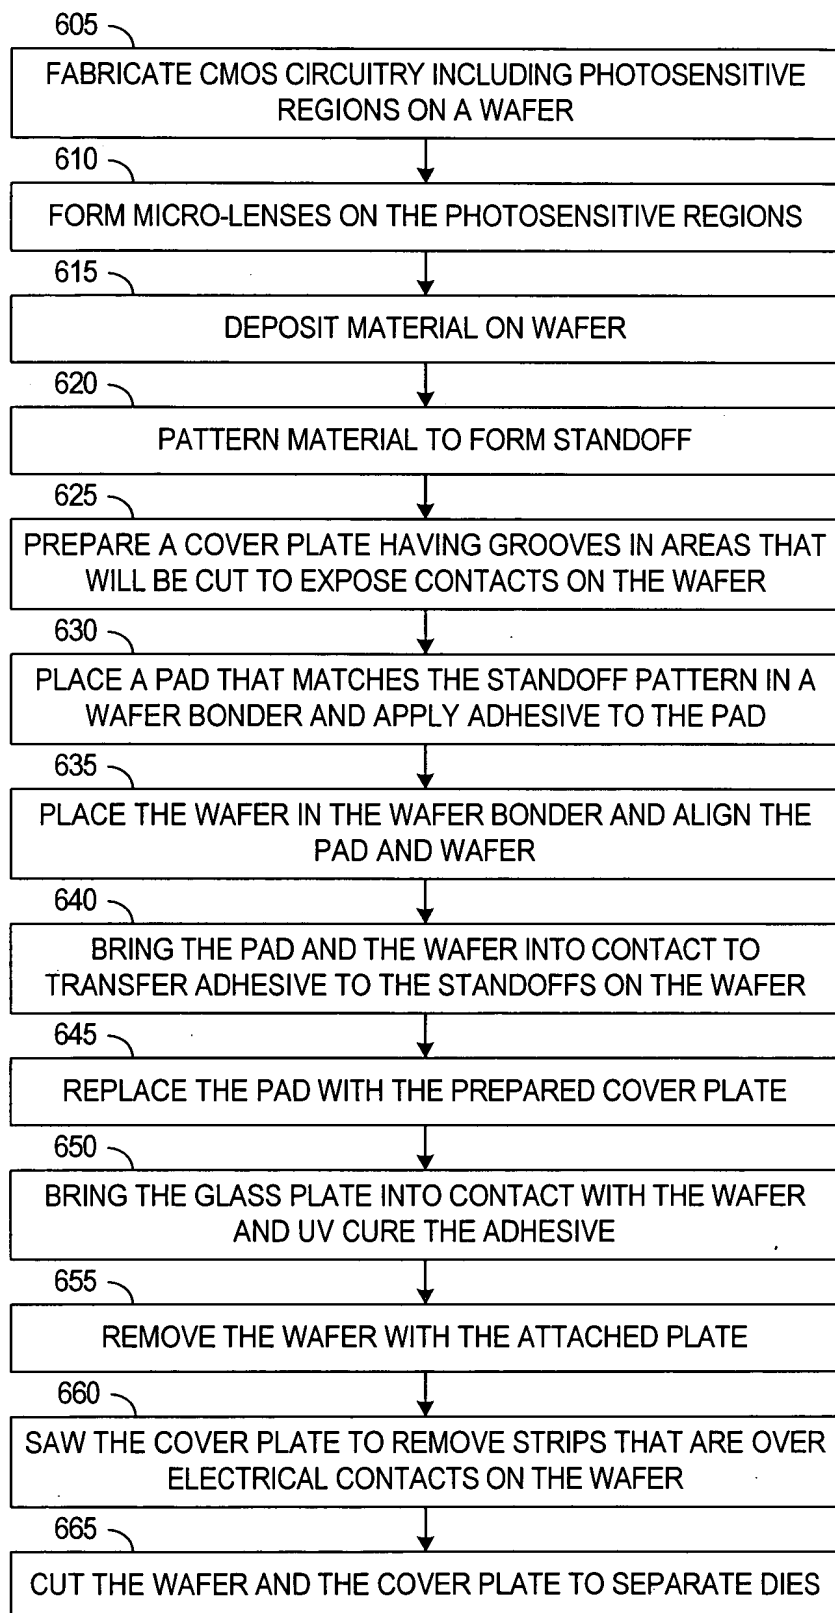 605
FABRICATE CMOS CIRCUITRY INCLUDING PHOTOSENSITIVE
REGIONS ON A WAFER
610
FORM MICRO-LENSES ON THE PHOTOSENSITIVE REGIONS
615
DEPOSIT MATERIAL ON WAFER
620
PATTERN MATERIAL TO FORM STANDOFF
625
PREPARE A COVER PLATE HAVING GROOVES IN AREAS THAT
WILL BE CUT TO EXPOSE CONTACTS ON THE WAFER
630
PLACE A PAD THAT MATCHES THE STANDOFF PATTERN IN A
WAFER BONDER AND APPLY ADHESIVE TO THE PAD
635
PLACE THE WAFER IN THE WAFER BONDER AND ALIGN THE
PAD AND WAFER
640
BRING THE PAD AND THE WAFER INTO CONTACT TO
TRANSFER ADHESIVE TO THE STANDOFFS ON THE WAFER
645
REPLACE THE PAD WITH THE PREPARED COVER PLATE
650
BRING THE GLASS PLATE INTO CONTACT WITH THE WAFER
AND UV CURE THE ADHESIVE
655
REMOVE THE WAFER WITH THE ATTACHED PLATE
660
SAW THE COVER PLATE TO REMOVE STRIPS THAT ARE OVER
ELECTRICAL CONTACTS ON THE WAFER
665
CUT THE WAFER AND THE COVER PLATE TO SEPARATE DIES